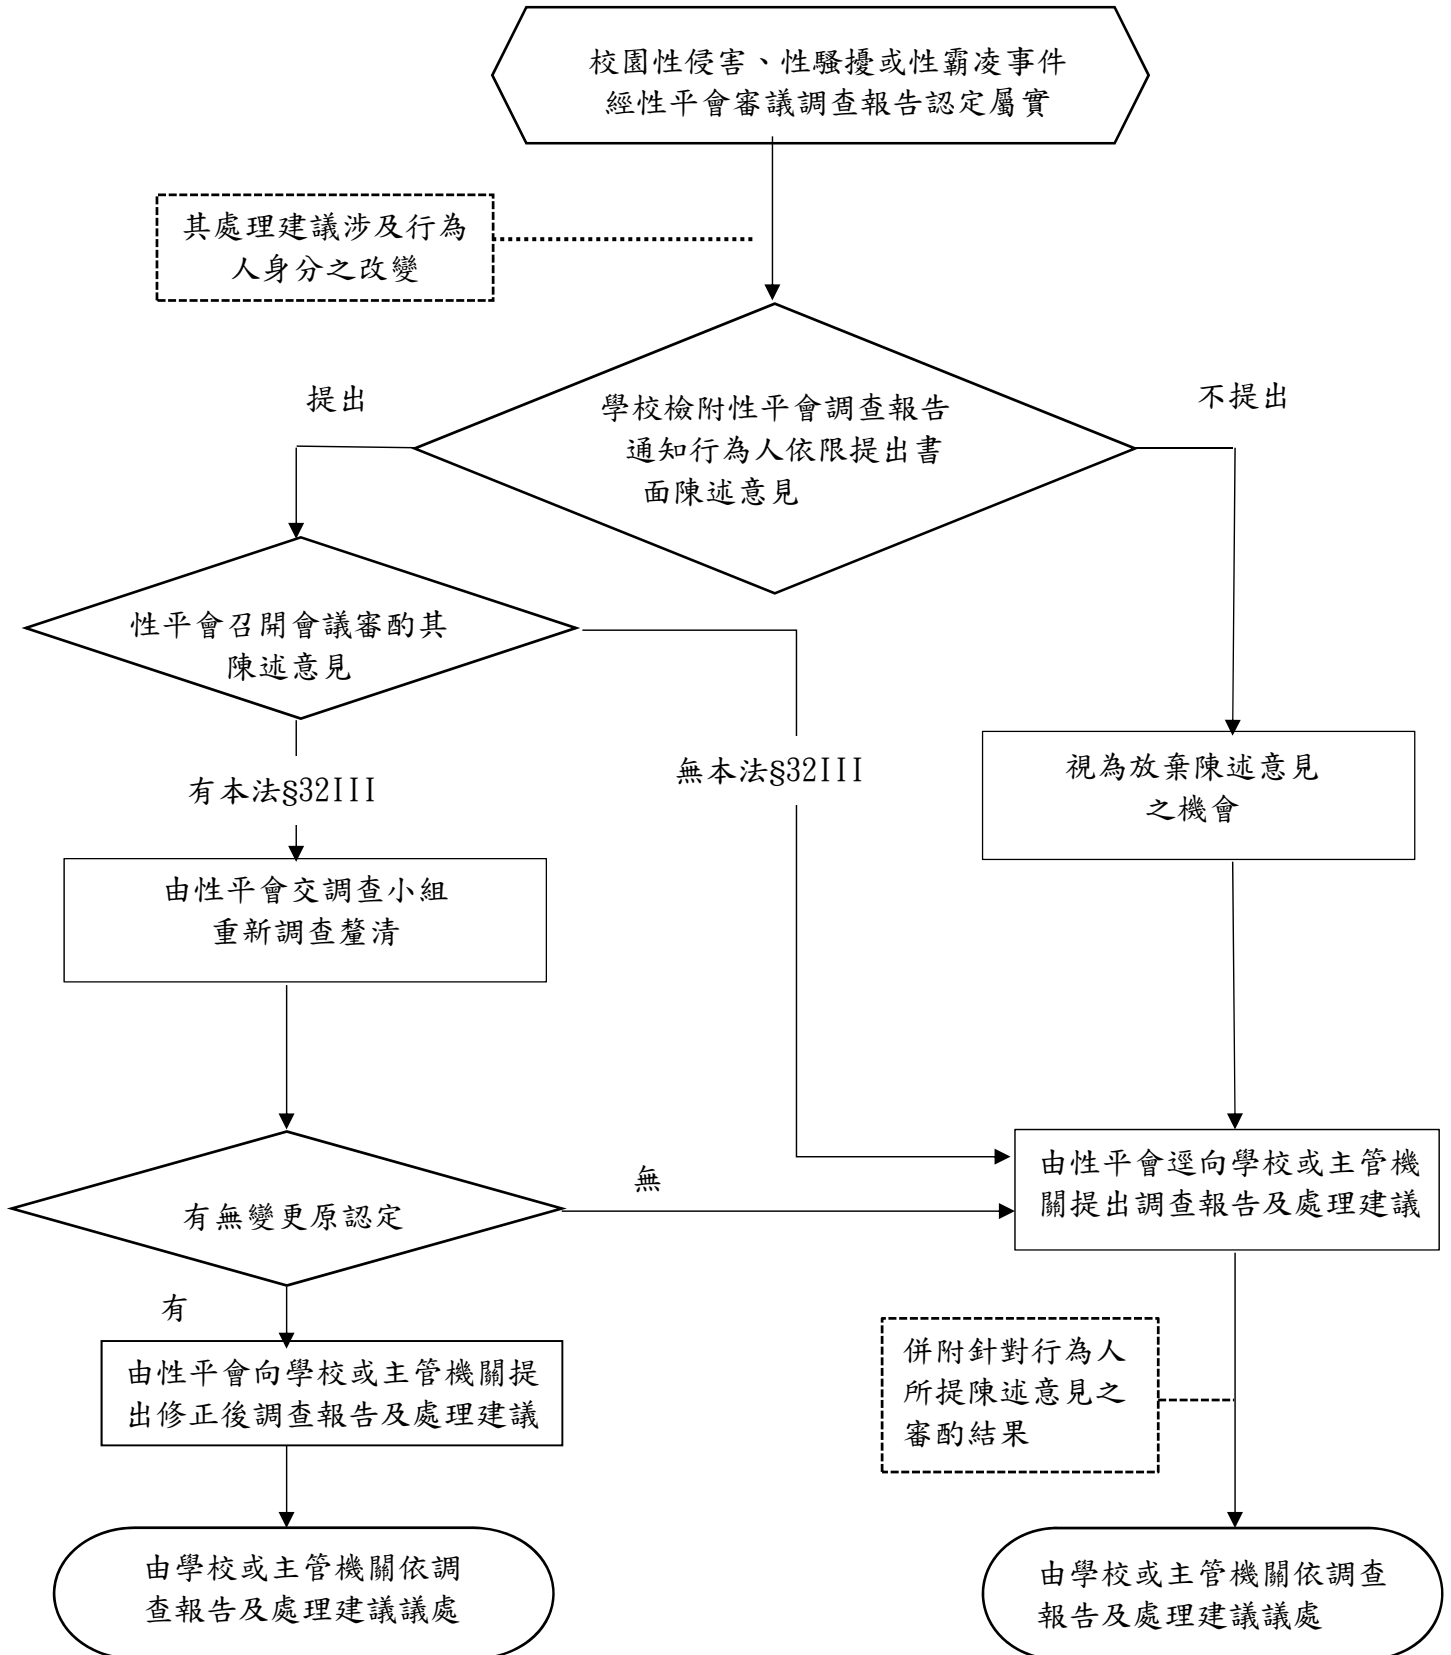 校園性侵害、性騷擾或性霸凌事件
經性平會審議調查報告認定屬實
其處理建議涉及行為
人身分之改變
提出
不提出
學校檢附性平會調查報告
通知行為人依限提出書
面陳述意見
性平會召開會議審酌其
陳述意見
有本法§32III
無本法§32III
視為放棄陳述意見
之機會
由性平會交調查小組
重新調查釐清
有無變更原認定
無
由性平會逕向學校或主管機
關提出調查報告及處理建議
有
由性平會向學校或主管機關提
出修正後調查報告及處理建議
併附針對行為人
所提陳述意見之
審酌結果
由學校或主管機關依調
查報告及處理建議議處
由學校或主管機關依調查
報告及處理建議議處